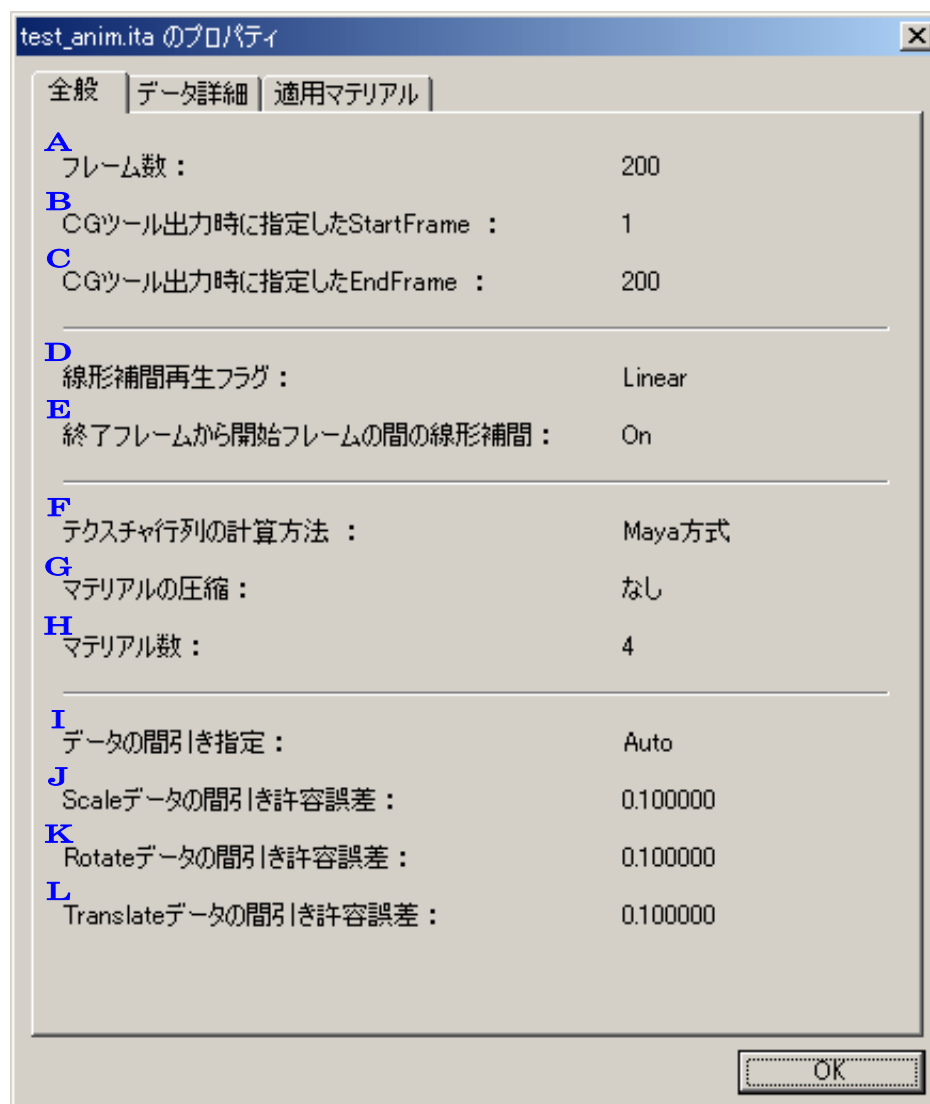 test_anim.ita のプロパティ
全般 データ詳細 適用マテリアル
A
フレーム数： 200
B
CGツール出力時に指定したStartFrame ： 1
C
CGツール出力時に指定したEndFrame ： 200
D
線形補間再生フラグ： Linear
E
終了フレームから開始フレームの間の線形補間： On
F
テクスチャ行列の計算方法 ： Maya方式
G
マテリアルの圧縮： なし
H
マテリアル数： 4
I
データの間引き指定： Auto
J
Scaleデータの間引き許容誤差： 0.100000
K
Rotateデータの間引き許容誤差： 0.100000
L
Translateデータの間引き許容誤差： 0.100000
OK